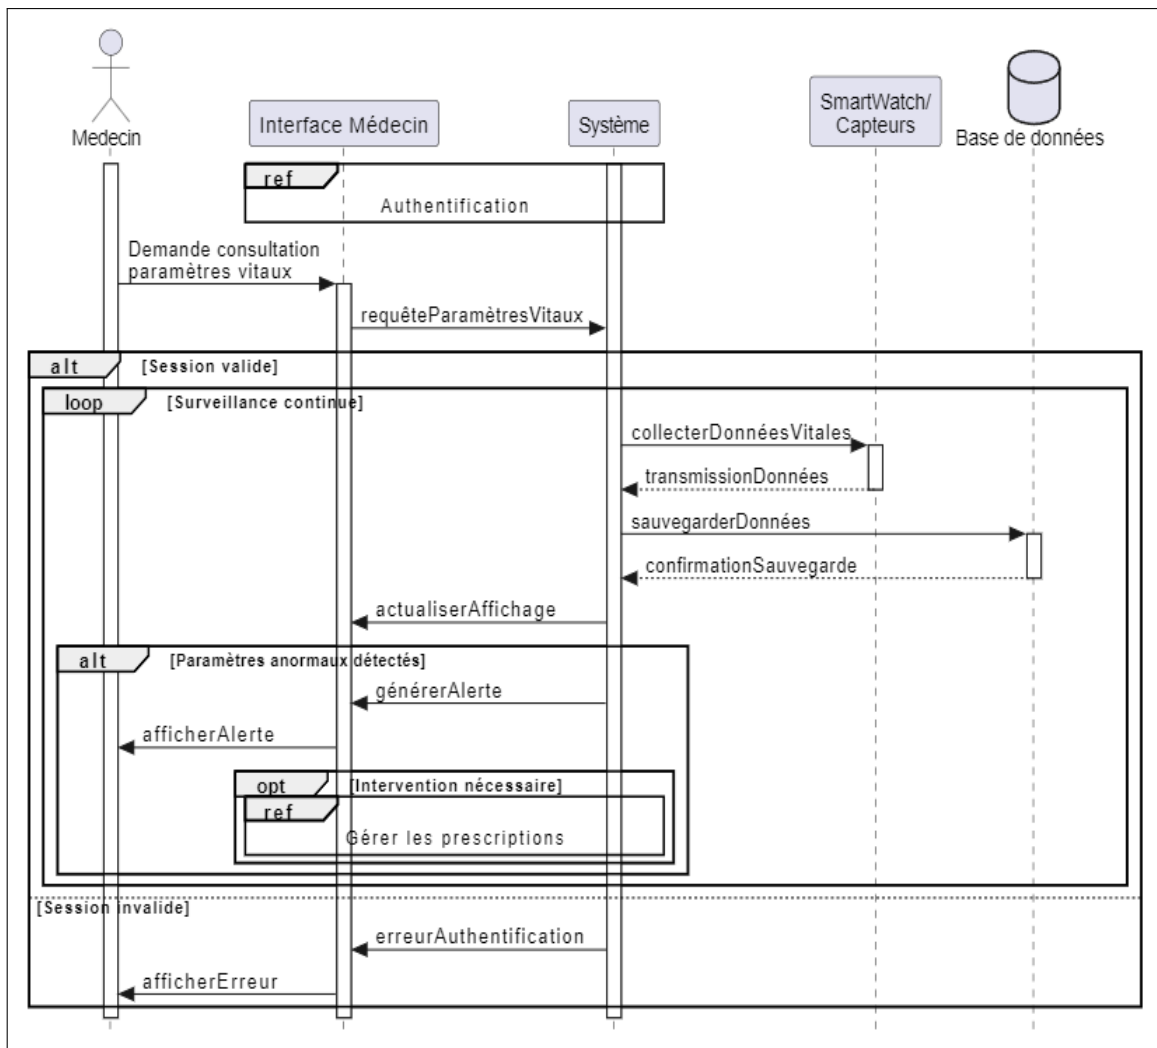 Medecin
Interface Médecin
Système
SmartWatch/
Capteurs
Base de données
ref
Authentification
Demande consultation
paramètres vitaux
requêteParamètresVitaux
alt
[Session valide]
loop
[Surveillance continue]
collecterDonnéesVitales
transmissionDonnées
sauvegarderDonnées
confirmationSauvegarde
actualiserAffichage
alt
[Paramètres anormaux détectés]
générerAlerte
afficherAlerte
opt
[Intervention nécessaire]
ref
Gérer les prescriptions
[Session invalide]
erreurAuthentification
afficherErreur